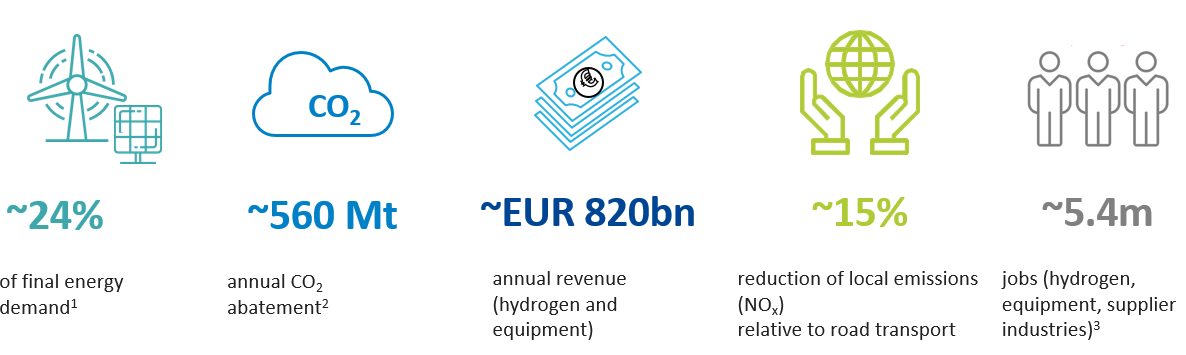 CO₂
~24%
of final energy
demand¹
~560 Mt
annual CO₂
abatement²
~EUR 820bn
annual revenue
(hydrogen and
equipment)
~15%
reduction of local emissions
(NOₓ)
relative to road transport
~5.4m
jobs (hydrogen,
equipment, supplier
industries)³